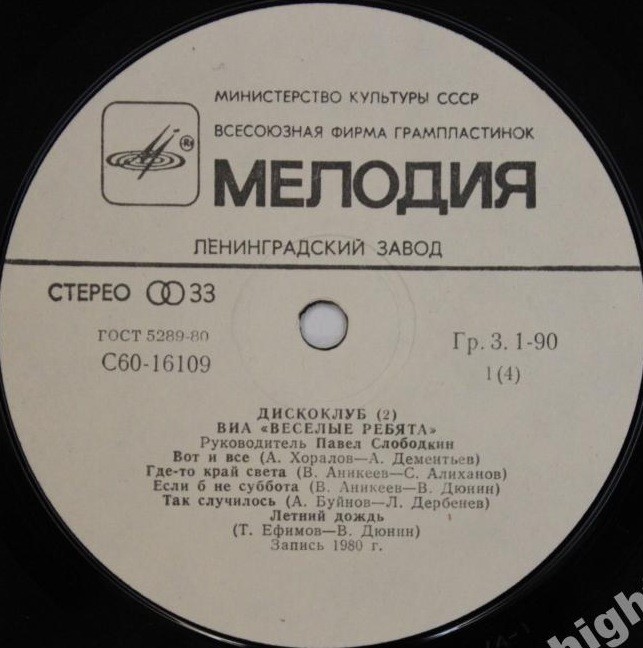 МИНИСТЕРСТВО КУЛЬТУРЫ СССР
ВСЕСОЮЗНАЯ ФИРМА ГРАМПЛАСТИНОК
®
МЕЛОДИЯ
ЛЕНИНГРАДСКИЙ ЗАВОД
СТЕРЕО 33
ГОСТ 5289-80
С60-16109
Гр. 3. 1-90
1(4)
ДИСКОКЛУБ (2)
ВИА «ВЕСЕЛЫЕ РЕБЯТА»
Руководитель Павел Слободкин
Вот и все (А. Хоралов—А. Дементьев)
Где-то край света (В. Аникеев—С. Алиханов)
Если б не суббота (В. Аникеев—В. Дюнин)
Так случилось (А. Буйнов—Л. Дербенев)
Летний дождь
(Т. Ефимов—В. Дюнин)
Запись 1980 г.
high